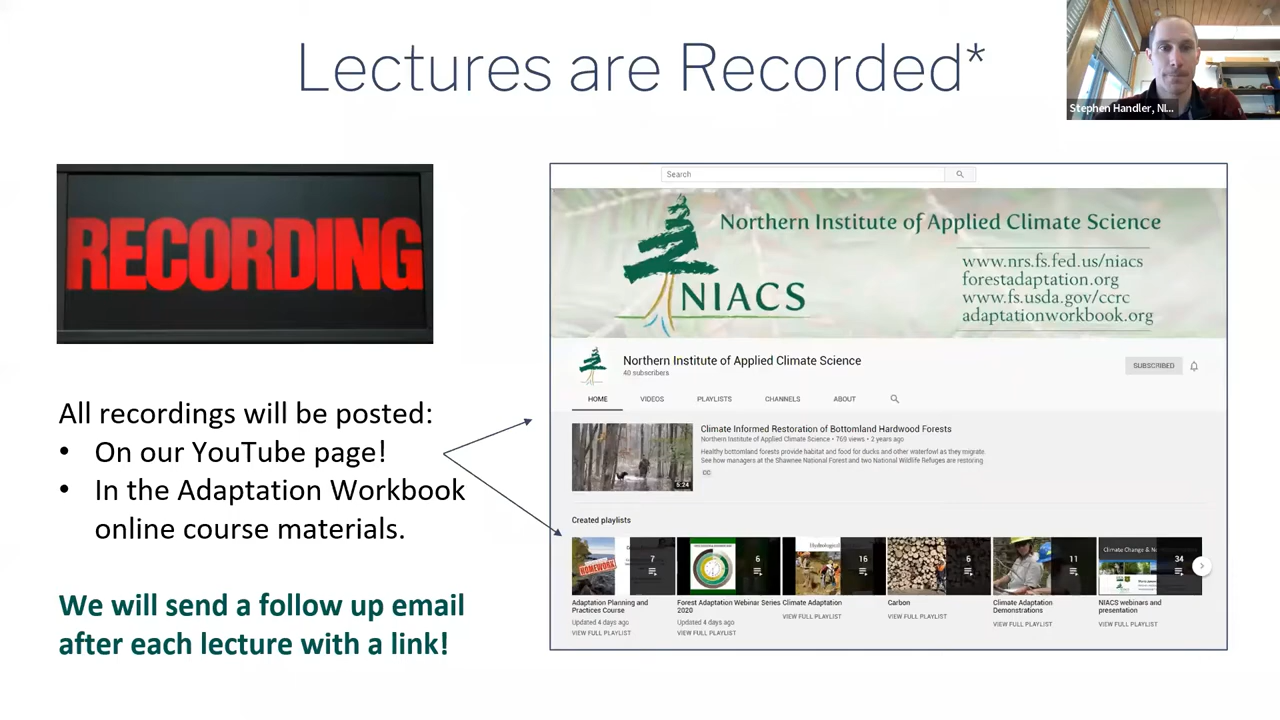 Lectures are Recorded*
Stephen Handler, NI...
RECORDING
All recordings will be posted:
• On our YouTube page!
• In the Adaptation Workbook
online course materials.
We will send a follow up email
after each lecture with a link!
Search
Northern Institute of Applied Climate Science
www.nrs.fs.fed.us/niacs
forestadaptation.org
www.fs.usda.gov/ccrc
adaptationworkbook.org
NIACS
Northern Institute of Applied Climate Science
40 subscribers
SUBSCRIBED
HOME VIDEOS PLAYLISTS CHANNELS ABOUT
Climate Informed Restoration of Bottomland Hardwood Forests
Northern Institute of Applied Climate Science • 769 views • 2 years ago
Healthy bottomland forests provide habitat and food for ducks and other waterfowl as they migrate.
See how managers at the Shawnee National Forest and two National Wildlife Refuges are restoring
CC
5:24
Created playlists
HOMEWORK
7
Adaptation Planning and
Practices Course
Updated 4 days ago
VIEW FULL PLAYLIST
6
Forest Adaptation Webinar Series
2020
Updated 4 days ago
VIEW FULL PLAYLIST
Hydrological
16
Climate Adaptation
VIEW FULL PLAYLIST
6
Carbon
VIEW FULL PLAYLIST
11
Climate Adaptation
Demonstrations
VIEW FULL PLAYLIST
Climate Change &
34
NIACS webinars and
presentation
VIEW FULL PLAYLIST